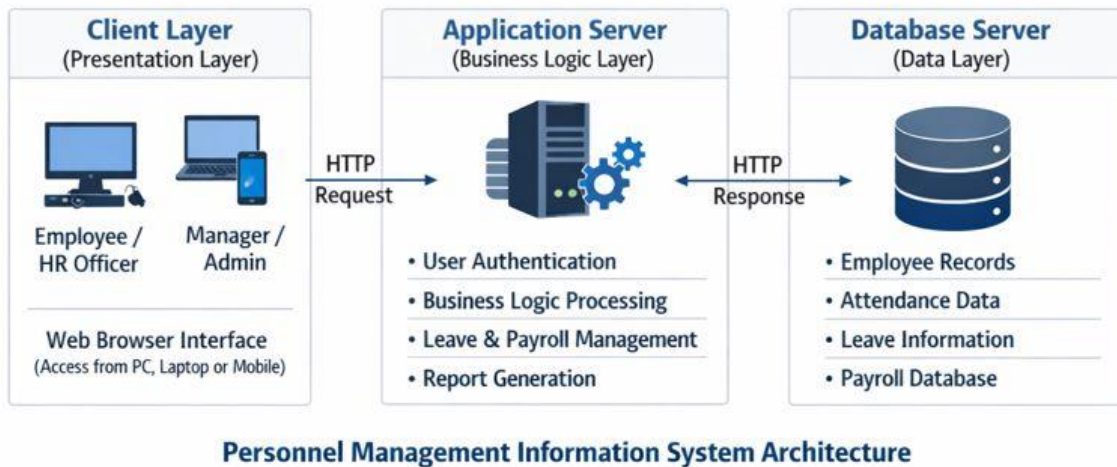 Client Layer
(Presentation Layer)
Employee /
HR Officer
Manager /
Admin
Web Browser Interface
(Access from PC, Laptop or Mobile)
HTTP
Request
Application Server
(Business Logic Layer)
• User Authentication
• Business Logic Processing
• Leave & Payroll Management
• Report Generation
HTTP
Response
Database Server
(Data Layer)
• Employee Records
• Attendance Data
• Leave Information
• Payroll Database
Personnel Management Information System Architecture